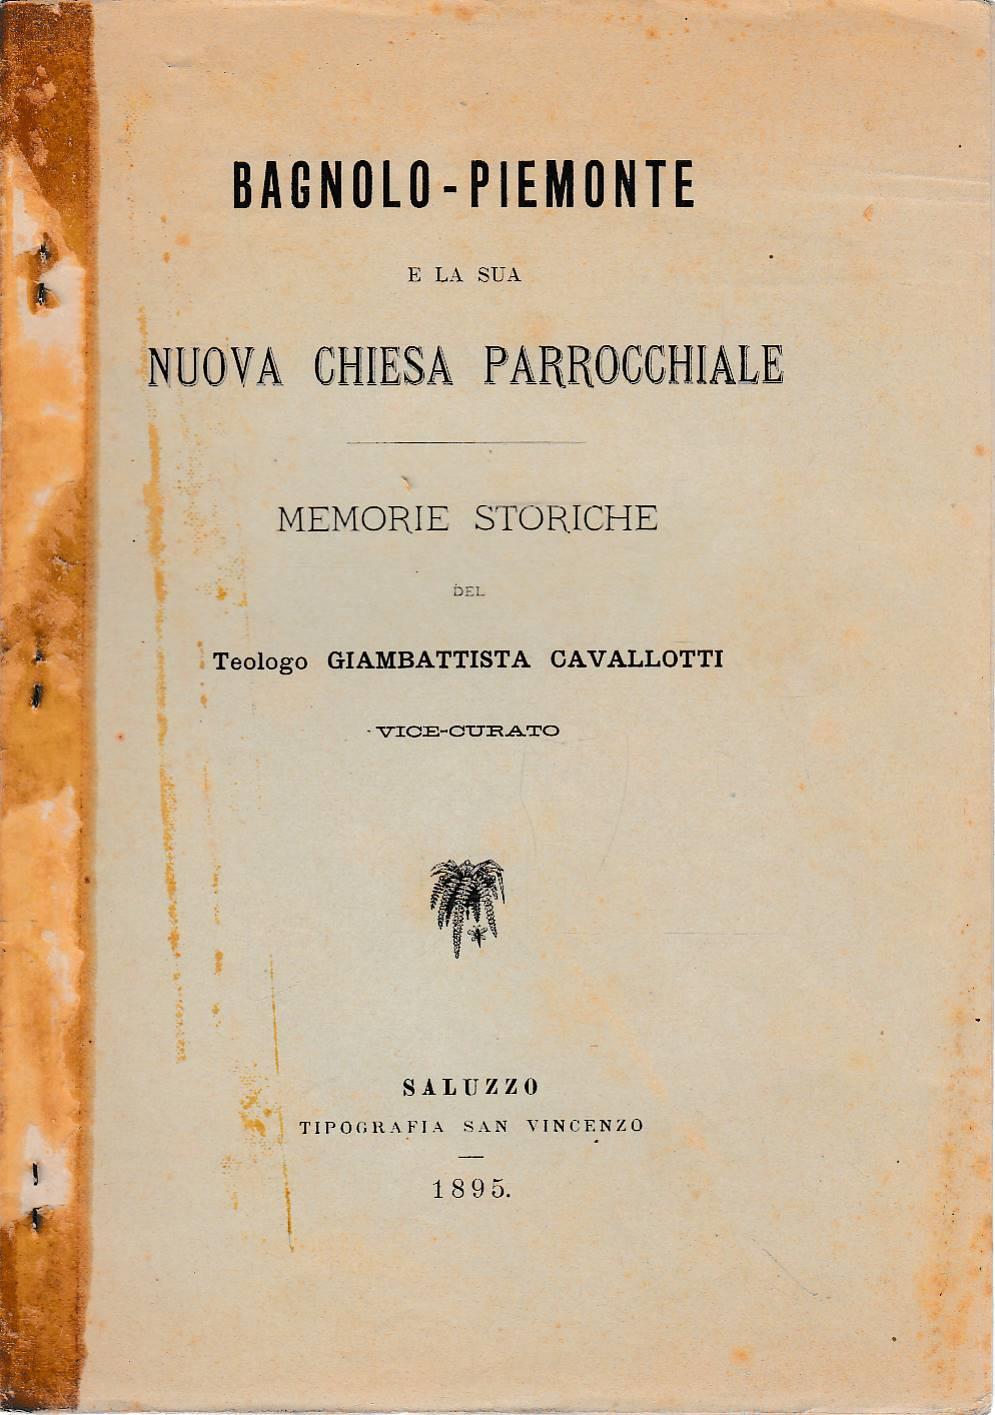 BAGNOLO-PIEMONTE
E LA SUA
NUOVA CHIESA PARROCCHIALE
MEMORIE STORICHE
DEL
Teologo GIAMBATTISTA CAVALLOTTI
VICE-CURATO
SALUZZO
TIPOGRAFIA SAN VINCENZO
1895.